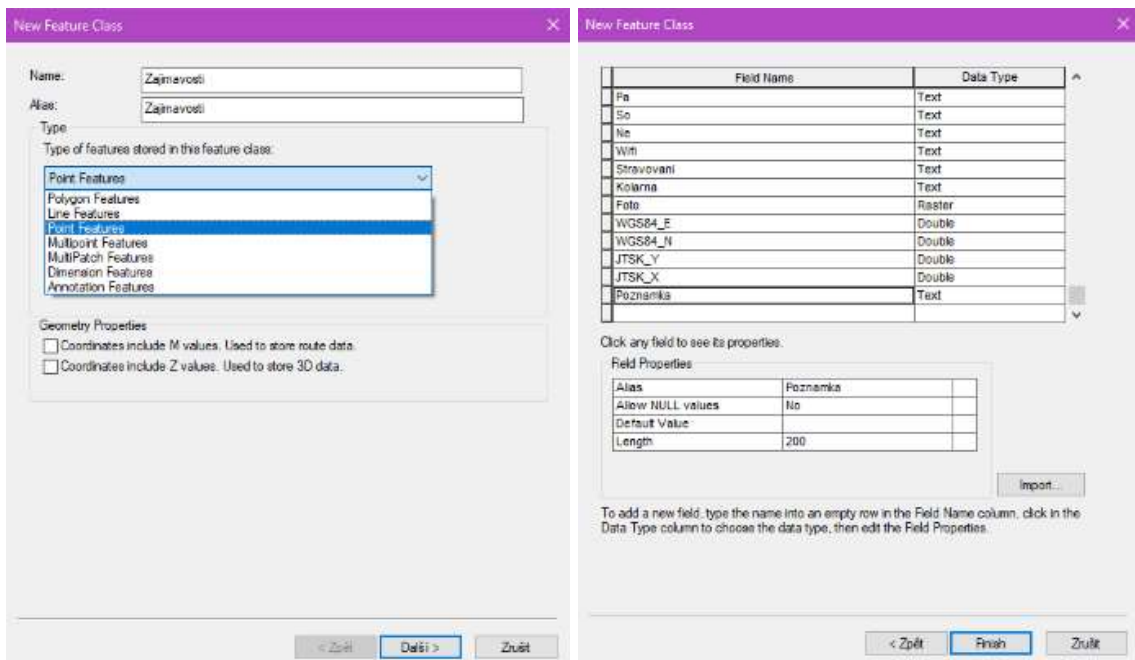 New Feature Class
Name: Zajimavosti
Alias: Zajimavosti
Type
Type of features stored in this feature class:
Point Features
Polygon Features
Line Features
Point Features
Multipoint Features
MultiPatch Features
Dimension Features
Annotation Features
Geometry Properties
Coordinates include M values. Used to store route data.
Coordinates include Z values. Used to store 3D data.
< Zpět Další > Zrušit
New Feature Class
Field Name Data Type
Pa Text
So Text
Ne Text
Wifi Text
Stravovani Text
Kolarna Text
Foto Raster
WGS84_E Double
WGS84_N Double
JTSK_Y Double
JTSK_X Double
Poznamka Text
Click any field to see its properties.
Field Properties
Alias Poznamka
Allow NULL values No
Default Value
Length 200
Import...
To add a new field, type the name into an empty row in the Field Name column, click in the
Data Type column to choose the data type, then edit the Field Properties.
< Zpět Finish Zrušit